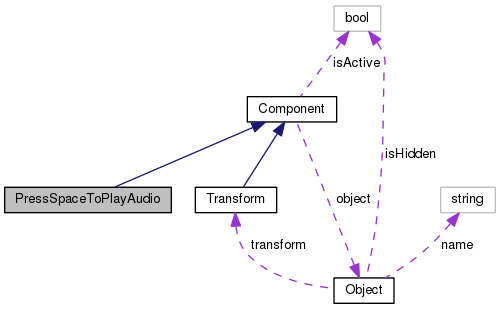 bool
isActive
Component
isHidden
PressSpaceToPlayAudio
Transform
object
string
transform
name
Object